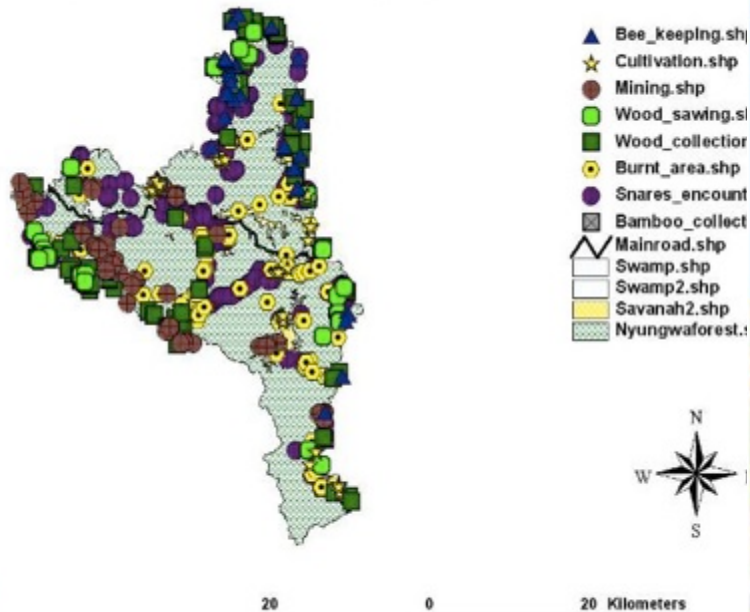 Bee_keeping.shp
Cultivation.shp
Mining.shp
Wood_sawing.sh
Wood_collection
Burnt_area.shp
Snares_encount
Bamboo_collect
Mainroad.shp
Swamp.shp
Swamp2.shp
Savanah2.shp
Nyungwaforest.s
N
W
S
20 0 20 Kilometers